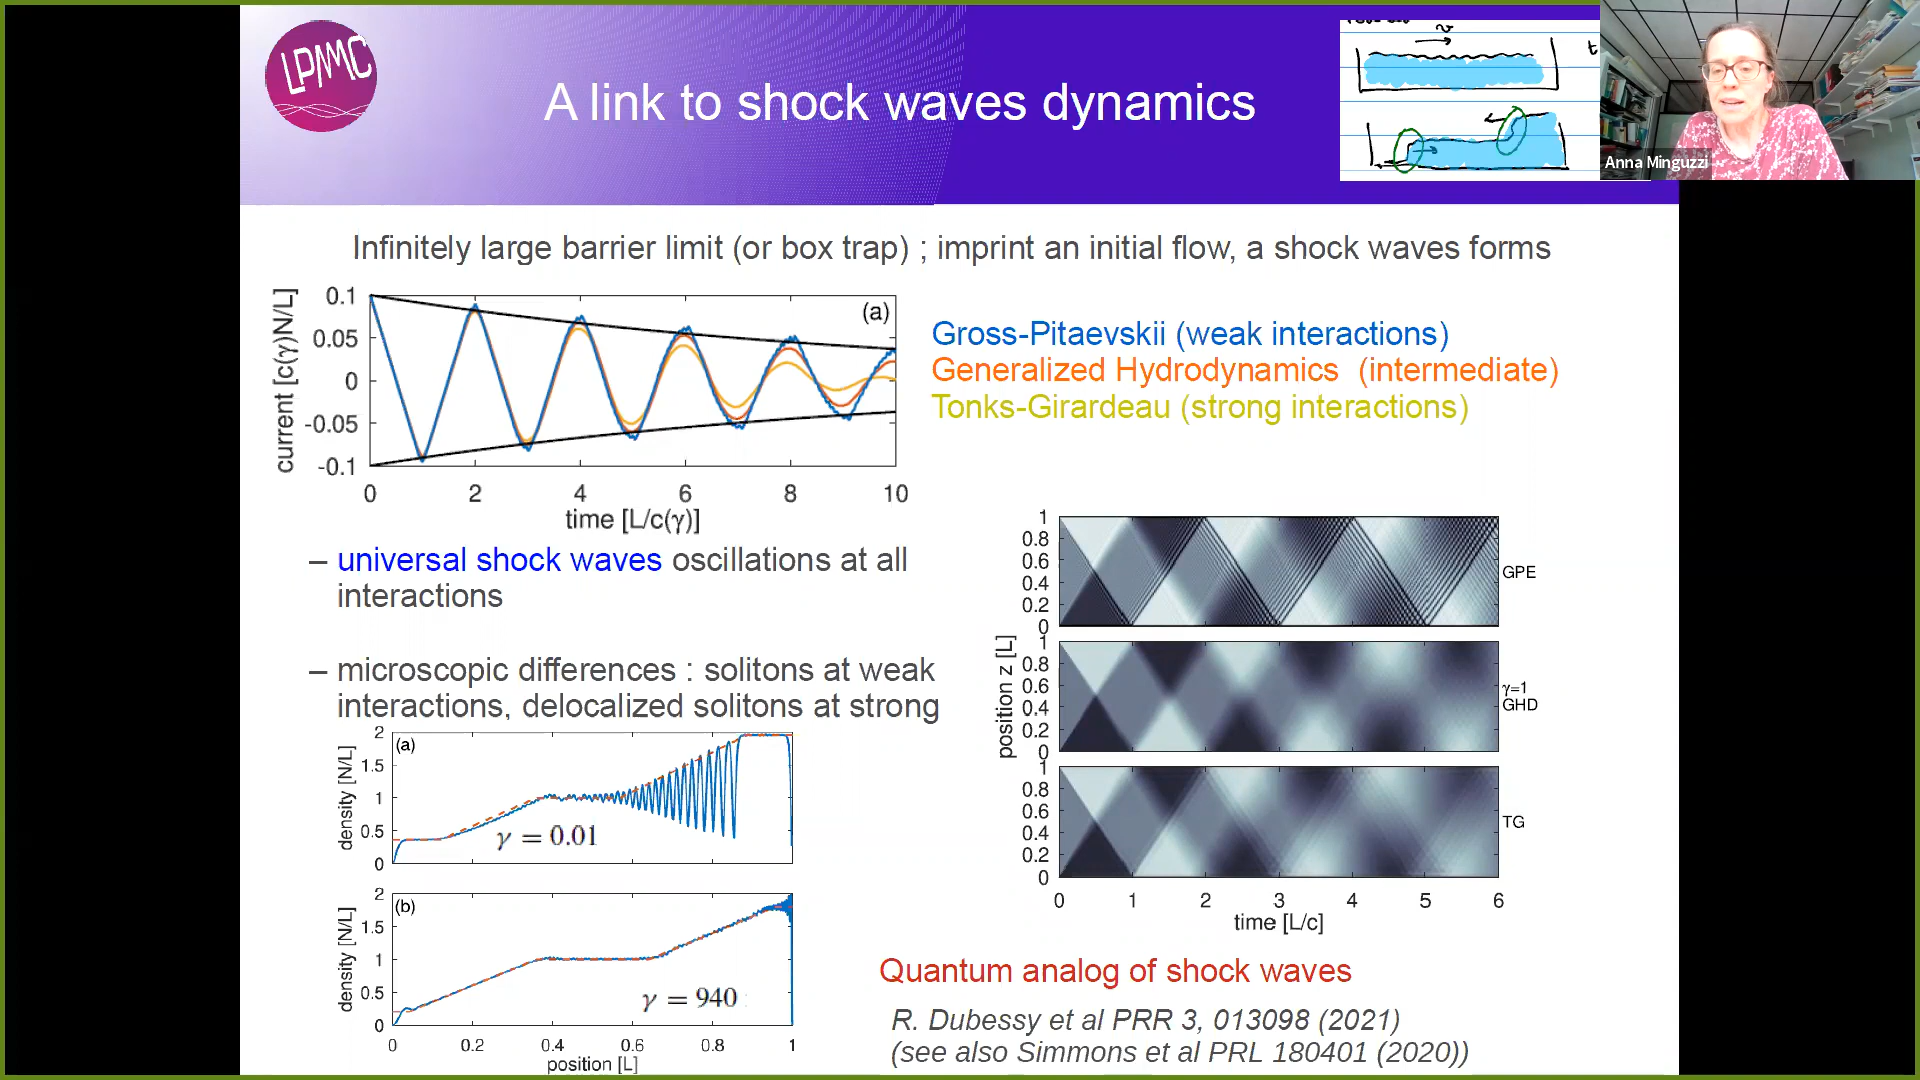 LPMMC
A link to shock waves dynamics
v
t
Anna Minguzzi
Infinitely large barrier limit (or box trap) ; imprint an initial flow, a shock waves forms
current [c(γ)N/L]
0.1
0.05
0
-0.05
-0.1
(a)
0 2 4 6 8 10
time [L/c(γ)]
Gross-Pitaevskii (weak interactions)
Generalized Hydrodynamics (intermediate)
Tonks-Girardeau (strong interactions)
– universal shock waves oscillations at all
interactions
– microscopic differences : solitons at weak
interactions, delocalized solitons at strong
density [N/L]
2
1.5
1
0.5
0
(a)
γ = 0.01
density [N/L]
2
1.5
1
0.5
0
(b)
γ = 940
0 0.2 0.4 0.6 0.8 1
position [L]
position z [L]
1
0.8
0.6
0.4
0.2
0
GPE
1
0.8
0.6
0.4
0.2
0
γ=1
GHD
1
0.8
0.6
0.4
0.2
0
TG
0 1 2 3 4 5 6
time [L/c]
Quantum analog of shock waves
R. Dubessy et al PRR 3, 013098 (2021)
(see also Simmons et al PRL 180401 (2020))